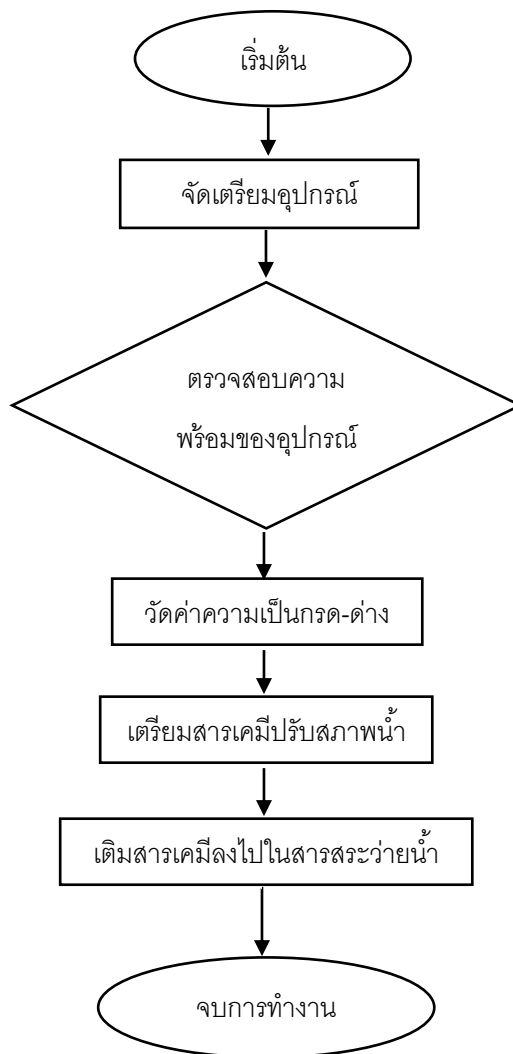 เริ่มต้น
จัดเตรียมอุปกรณ์
ตรวจสอบความ
พร้อมของอุปกรณ์
วัดค่าความเป็นกรด-ด่าง
เตรียมสารเคมีปรับสภาพน้ำ
เติมสารเคมีลงไปในสารสระว่ายน้ำ
จบการทำงาน